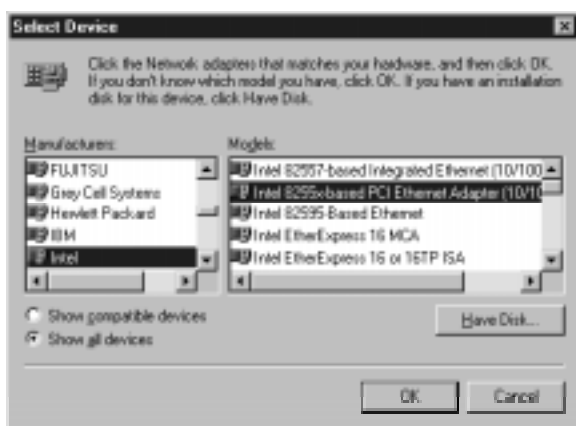 Select Device
Click the Network adapters that matches your hardware, and then click OK.
If you don't know which model you have, click OK. If you have an installation
disk for this device, click Have Disk.
Manufacturers:
FUJITSU
Grey Cell Systems
Hewlett Packard
IBM
Intel
Models:
Intel 82557-based Integrated Ethernet (10/100
Intel 8255x-based PCI Ethernet Adapter (10/10
Intel 82595-Based Ethernet
Intel EtherExpress 16 MCA
Intel EtherExpress 16 or 16TP ISA
Show compatible devices
Show all devices
Have Disk...
OK
Cancel